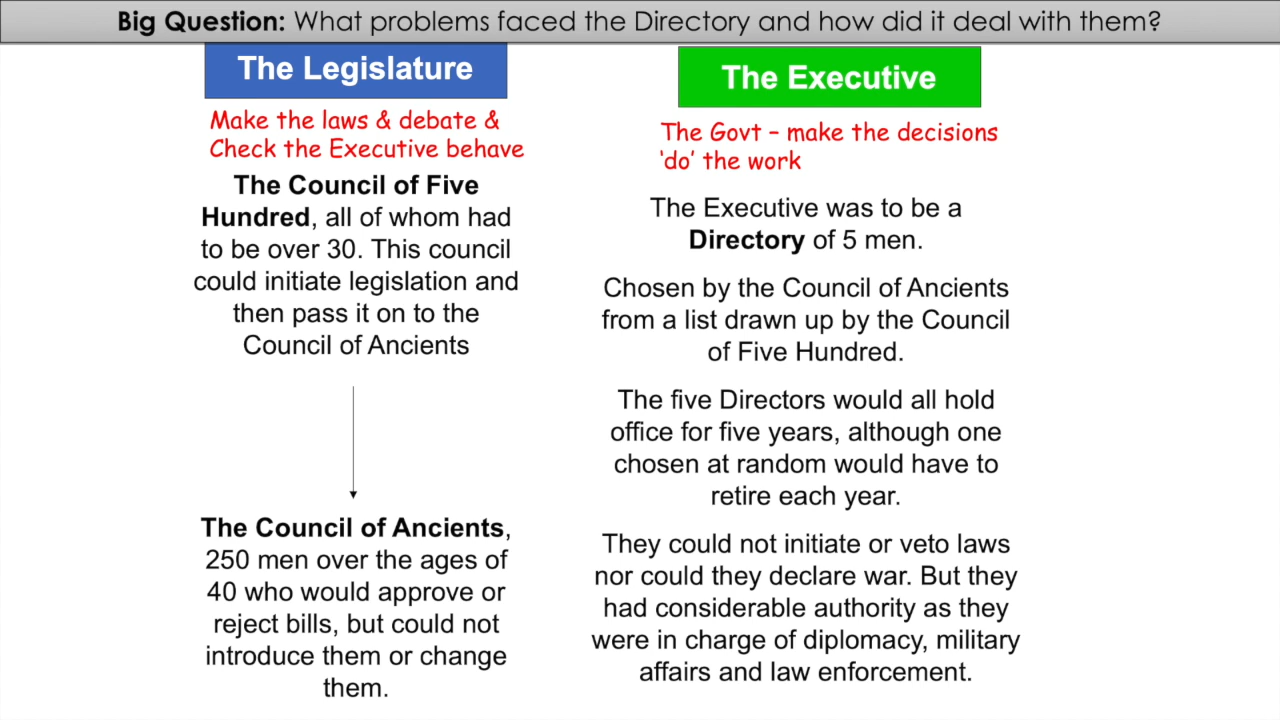 Big Question: What problems faced the Directory and how did it deal with them?
The Legislature
Make the laws & debate &
Check the Executive behave
The Council of Five
Hundred, all of whom had
to be over 30. This council
could initiate legislation and
then pass it on to the
Council of Ancients
The Council of Ancients,
250 men over the ages of
40 who would approve or
reject bills, but could not
introduce them or change
them.
The Executive
The Govt – make the decisions
‘do’ the work
The Executive was to be a
Directory of 5 men.
Chosen by the Council of Ancients
from a list drawn up by the Council
of Five Hundred.
The five Directors would all hold
office for five years, although one
chosen at random would have to
retire each year.
They could not initiate or veto laws
nor could they declare war. But they
had considerable authority as they
were in charge of diplomacy, military
affairs and law enforcement.